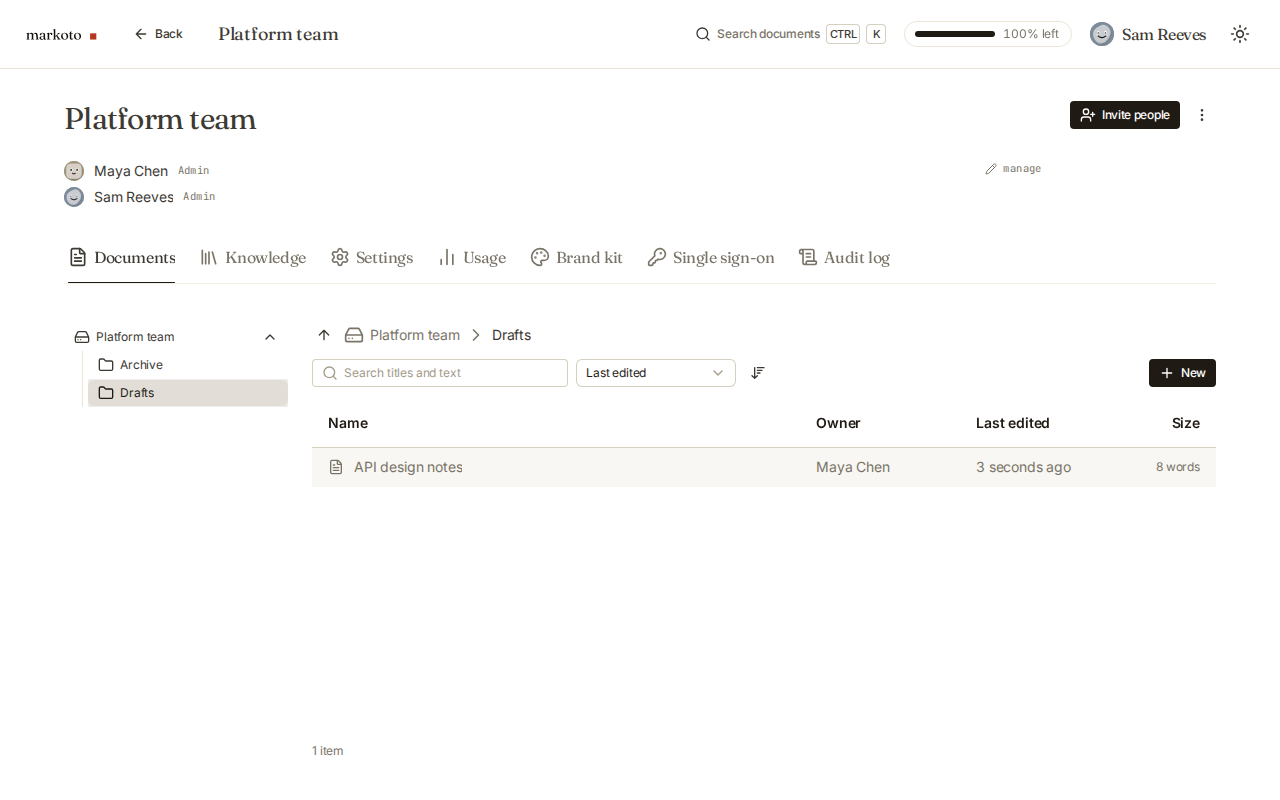 markoto
Back
Platform team
Search documents CTRL K
100% left
Sam Reeves
Platform team
Invite people
Maya Chen Admin
manage
Sam Reeves Admin
Documents Knowledge Settings Usage Brand kit Single sign-on Audit log
Platform team
Archive
Drafts
Platform team Drafts
Search titles and text
Last edited
New
Name Owner Last edited Size
API design notes Maya Chen 3 seconds ago 8 words
1 item